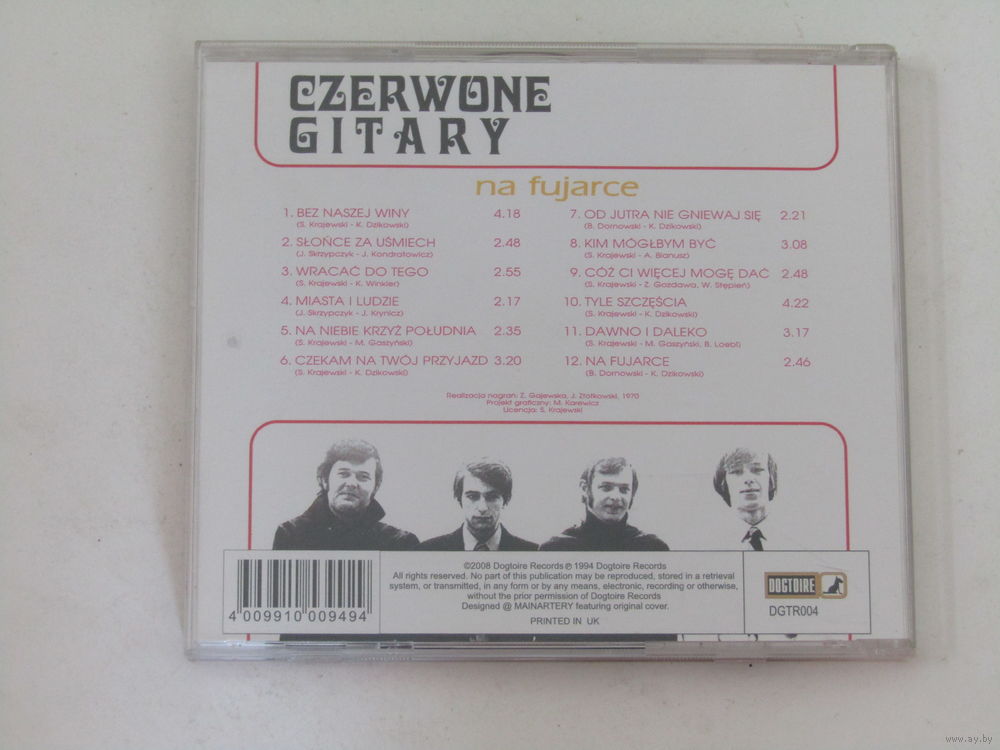 CZERWONE
GITARY
na fujarce
1. BEZ NASZEJ WINY 4.18
(S. Krajewski - K. Dzikowski)
2. SŁOŃCE ZA UŚMIECH 2.48
(J. Skrzypczyk - J. Kondratowicz)
3. WRACAĆ DO TEGO 2.55
(S. Krajewski - K. Winkler)
4. MIASTA I LUDZIE 2.17
(J. Skrzypczyk - J. Krynicz)
5. NA NIEBIE KRZYŻ POŁUDNIA 2.35
(S. Krajewski - M. Gaszyński)
6. CZEKAM NA TWÓJ PRZYJAZD 3.20
(S. Krajewski - K. Dzikowski)
7. OD JUTRA NIE GNIEWAJ SIĘ 2.21
(B. Dornowski - K. Dzikowski)
8. KIM MÓGŁBYM BYĆ 3.08
(S. Krajewski - A. Bianusz)
9. CÓŻ CI WIĘCEJ MOGĘ DAĆ 2.48
(S. Krajewski - Z. Gozdawa, W. Stępień)
10. TYLE SZCZĘŚCIA 4.22
(S. Krajewski - K. Dzikowski)
11. DAWNO I DALEKO 3.17
(S. Krajewski - M. Gaszyński, B. Loebl)
12. NA FUJARCE 2.46
(B. Dornowski - K. Dzikowski)
Realizacja nagrań: Z. Gajewska, J. Złotkowski, 1970
Projekt graficzny: M. Karewicz
Licencja: S. Krajewski
4 009910 009494
©2008 Dogtoire Records ℗ 1994 Dogtoire Records
All rights reserved. No part of this publication may be reproduced, stored in a retrieval
system, or transmitted, in any form or by any means, electronic, recording or otherwise,
without the prior permission of Dogtoire Records
Designed @ MAINARTERY featuring original cover.
PRINTED IN UK
DOGTOIRE
DGTR004
www.ay.by